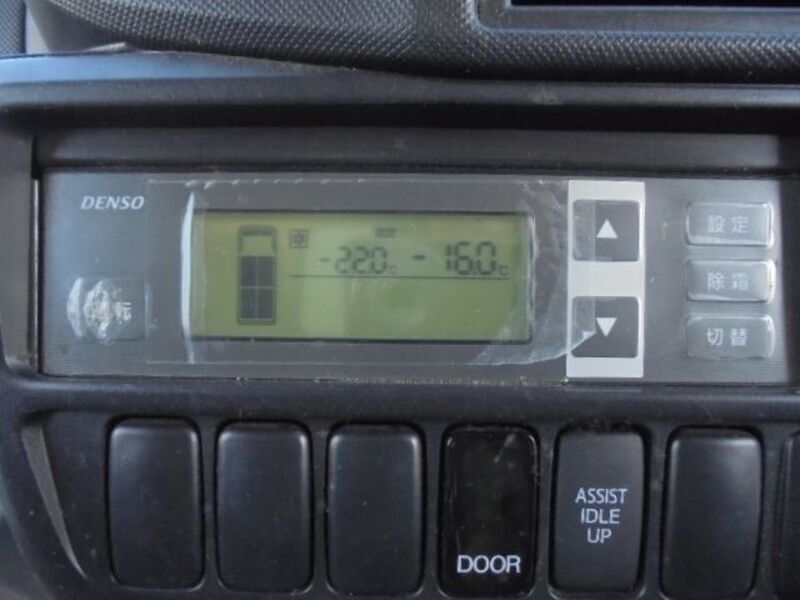 DENSO
-22.0℃ -16.0℃
▲
▼
設定
除霜
切替
DOOR
ASSIST
IDLE
UP